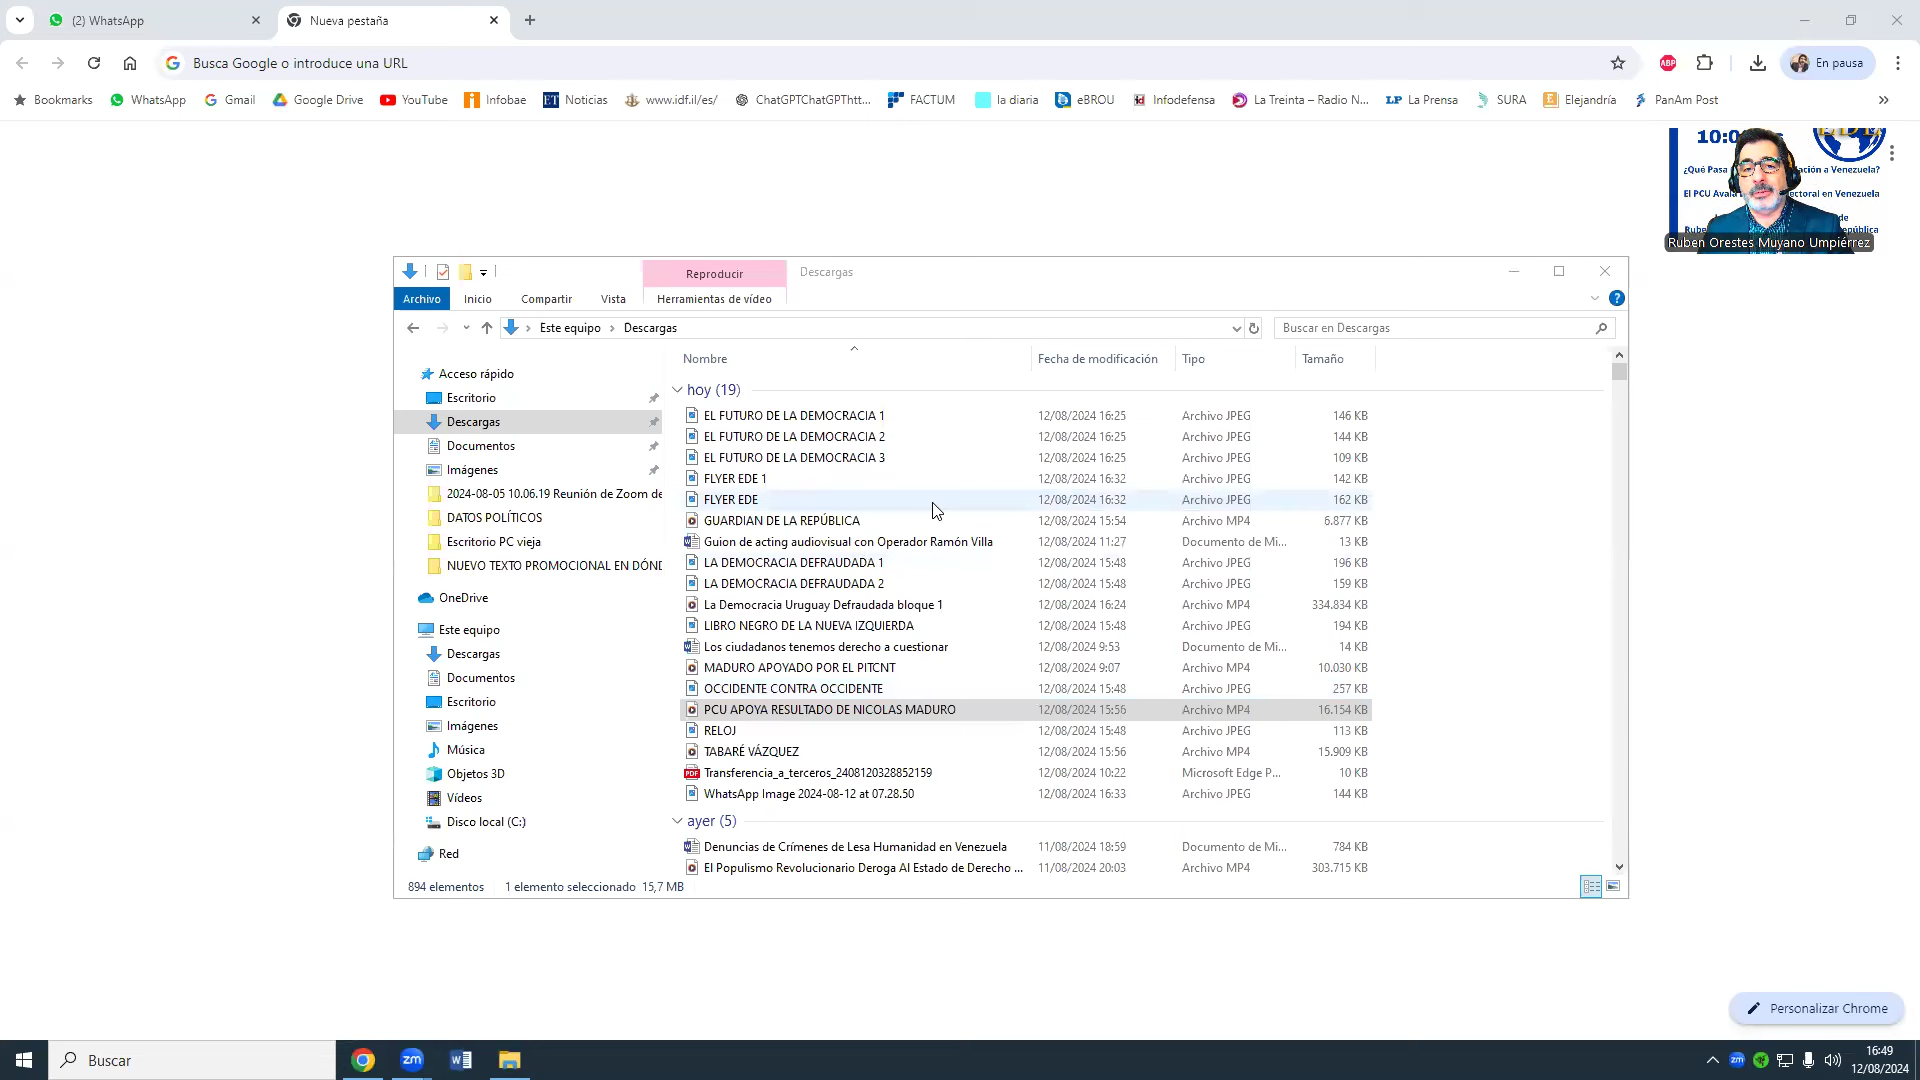 (2) WhatsApp
Nueva pestaña
Busca Google o introduce una URL
ABP
En pausa
Bookmarks WhatsApp Gmail Google Drive YouTube Infobae ET Noticias www.idf.il/es/ ChatGPTChatGPThtt... FACTUM la diaria eBROU Infodefensa La Treinta – Radio N... LP La Prensa SURA Elejandría PanAm Post
¿Qué Pasa
ación a Venezuela?
El PCU Avala
ectoral en Venezuela
Ruben Orestes Muyano Umpiérrez
Reproducir
Descargas
Archivo Inicio Compartir Vista Herramientas de vídeo
Este equipo Descargas
Buscar en Descargas
Nombre Fecha de modificación Tipo Tamaño
Acceso rápido
Escritorio
Descargas
Documentos
Imágenes
2024-08-05 10.06.19 Reunión de Zoom de
DATOS POLÍTICOS
Escritorio PC vieja
NUEVO TEXTO PROMOCIONAL EN DÓND
OneDrive
Este equipo
Descargas
Documentos
Escritorio
Imágenes
Música
Objetos 3D
Vídeos
Disco local (C:)
Red
hoy (19)
EL FUTURO DE LA DEMOCRACIA 1 12/08/2024 16:25 Archivo JPEG 146 KB
EL FUTURO DE LA DEMOCRACIA 2 12/08/2024 16:25 Archivo JPEG 144 KB
EL FUTURO DE LA DEMOCRACIA 3 12/08/2024 16:25 Archivo JPEG 109 KB
FLYER EDE 1 12/08/2024 16:32 Archivo JPEG 142 KB
FLYER EDE 12/08/2024 16:32 Archivo JPEG 162 KB
GUARDIAN DE LA REPÚBLICA 12/08/2024 15:54 Archivo MP4 6.877 KB
Guion de acting audiovisual con Operador Ramón Villa 12/08/2024 11:27 Documento de Mi... 13 KB
LA DEMOCRACIA DEFRAUDADA 1 12/08/2024 15:48 Archivo JPEG 196 KB
LA DEMOCRACIA DEFRAUDADA 2 12/08/2024 15:48 Archivo JPEG 159 KB
La Democracia Uruguay Defraudada bloque 1 12/08/2024 16:24 Archivo MP4 334.834 KB
LIBRO NEGRO DE LA NUEVA IZQUIERDA 12/08/2024 15:48 Archivo JPEG 194 KB
Los ciudadanos tenemos derecho a cuestionar 12/08/2024 9:53 Documento de Mi... 14 KB
MADURO APOYADO POR EL PITCNT 12/08/2024 9:07 Archivo MP4 10.030 KB
OCCIDENTE CONTRA OCCIDENTE 12/08/2024 15:48 Archivo JPEG 257 KB
PCU APOYA RESULTADO DE NICOLAS MADURO 12/08/2024 15:56 Archivo MP4 16.154 KB
RELOJ 12/08/2024 15:48 Archivo JPEG 113 KB
TABARÉ VÁZQUEZ 12/08/2024 15:56 Archivo MP4 15.909 KB
Transferencia_a_terceros_2408120328852159 12/08/2024 10:22 Microsoft Edge P... 10 KB
WhatsApp Image 2024-08-12 at 07.28.50 12/08/2024 16:33 Archivo JPEG 144 KB
ayer (5)
Denuncias de Crímenes de Lesa Humanidad en Venezuela 11/08/2024 18:59 Documento de Mi... 784 KB
El Populismo Revolucionario Deroga Al Estado de Derecho ... 11/08/2024 20:03 Archivo MP4 303.715 KB
894 elementos 1 elemento seleccionado 15,7 MB
Personalizar Chrome
Buscar
zm
16:49
12/08/2024